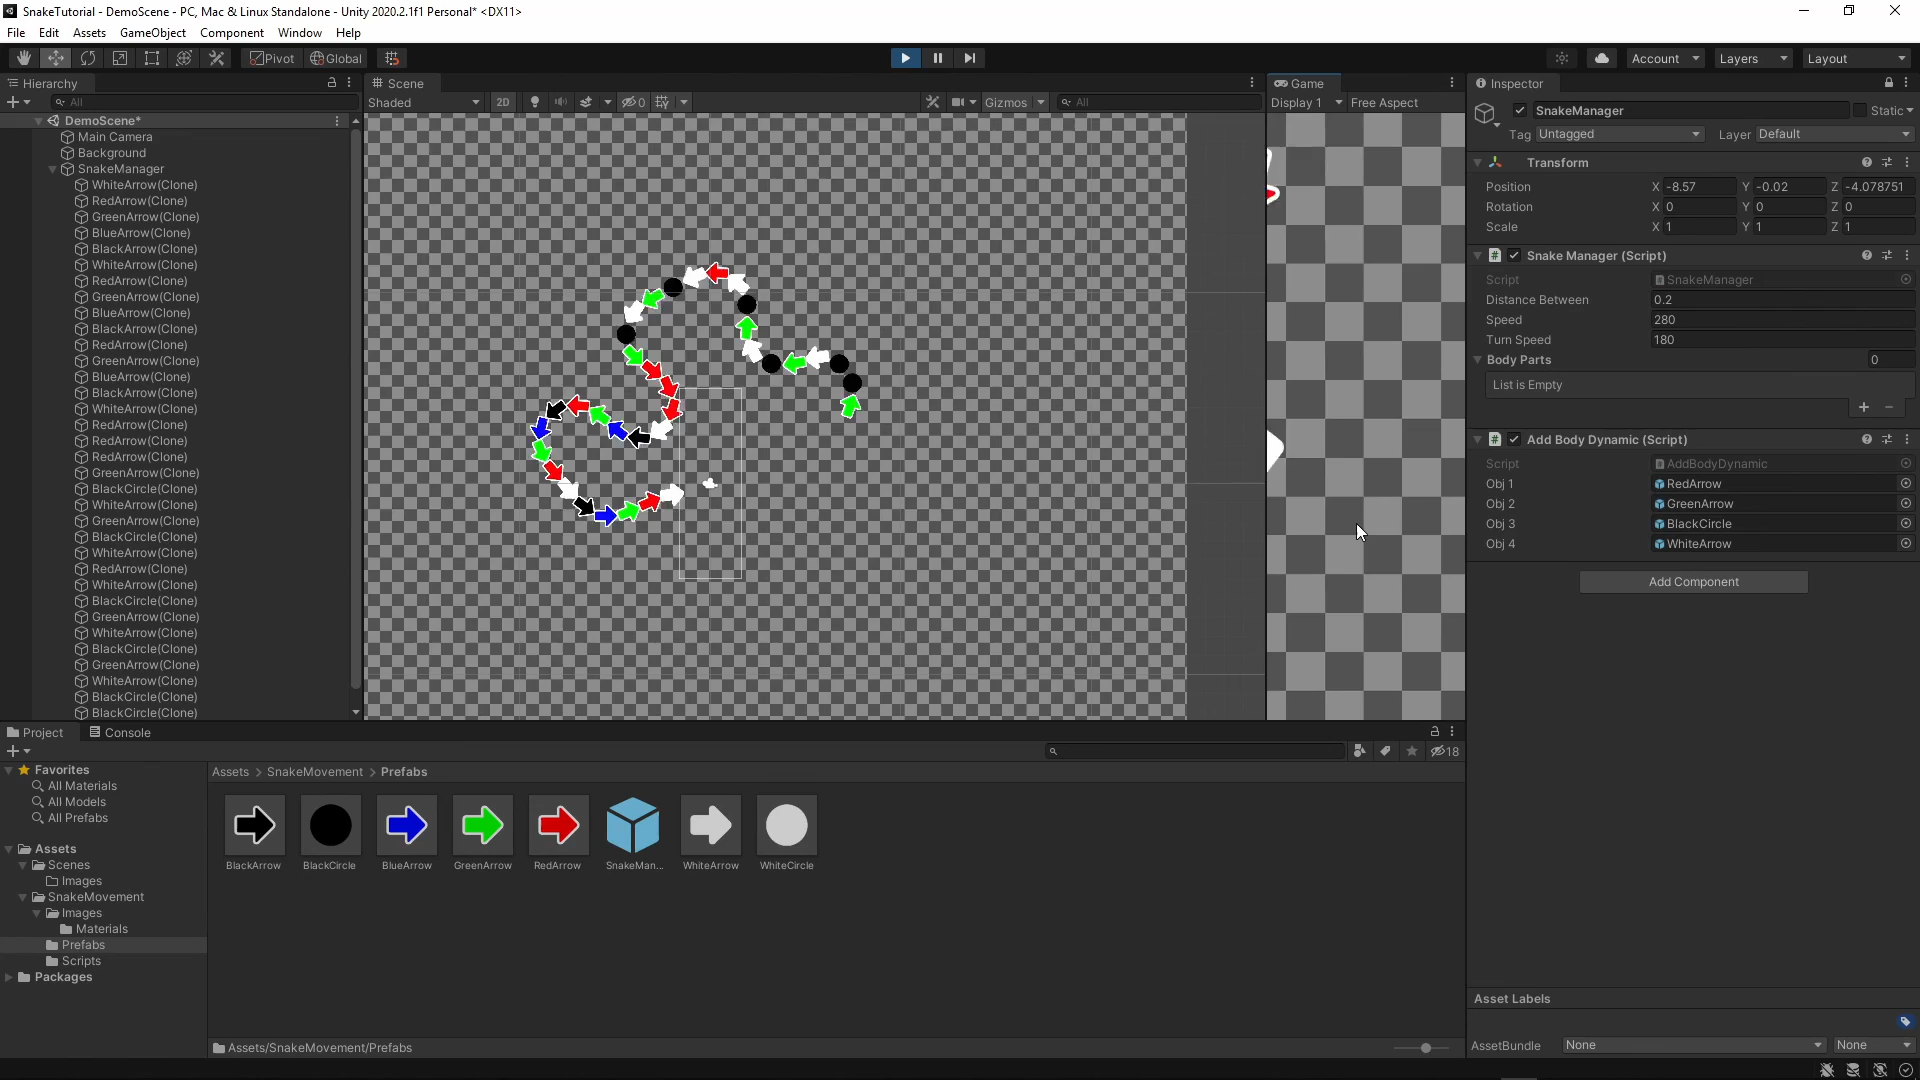 SnakeTutorial - DemoScene - PC, Mac & Linux Standalone - Unity 2020.2.1f1 Personal* <DX11>
File Edit Assets GameObject Component Window Help
Pivot Global Account Layers Layout
Hierarchy
All
DemoScene*
Main Camera
Background
SnakeManager
WhiteArrow(Clone)
RedArrow(Clone)
GreenArrow(Clone)
BlueArrow(Clone)
BlackArrow(Clone)
WhiteArrow(Clone)
RedArrow(Clone)
GreenArrow(Clone)
BlueArrow(Clone)
BlackArrow(Clone)
RedArrow(Clone)
GreenArrow(Clone)
BlueArrow(Clone)
BlackArrow(Clone)
WhiteArrow(Clone)
RedArrow(Clone)
RedArrow(Clone)
RedArrow(Clone)
GreenArrow(Clone)
BlackCircle(Clone)
WhiteArrow(Clone)
GreenArrow(Clone)
BlackCircle(Clone)
WhiteArrow(Clone)
RedArrow(Clone)
WhiteArrow(Clone)
BlackCircle(Clone)
GreenArrow(Clone)
WhiteArrow(Clone)
BlackCircle(Clone)
GreenArrow(Clone)
WhiteArrow(Clone)
BlackCircle(Clone)
BlackCircle(Clone)
Scene
Shaded 2D 0 Gizmos All
Game
Display 1 Free Aspect
Inspector
SnakeManager Static
Tag Untagged Layer Default
Transform
Position X -8.57 Y -0.02 Z -4.078751
Rotation X 0 Y 0 Z 0
Scale X 1 Y 1 Z 1
Snake Manager (Script)
Script SnakeManager
Distance Between 0.2
Speed 280
Turn Speed 180
Body Parts 0
List is Empty
Add Body Dynamic (Script)
Script AddBodyDynamic
Obj 1 RedArrow
Obj 2 GreenArrow
Obj 3 BlackCircle
Obj 4 WhiteArrow
Add Component
Asset Labels
AssetBundle None None
Project Console
18
Favorites
All Materials
All Models
All Prefabs
Assets
Scenes
Images
SnakeMovement
Images
Materials
Prefabs
Scripts
Packages
Assets > SnakeMovement > Prefabs
BlackArrow BlackCircle BlueArrow GreenArrow RedArrow SnakeMan... WhiteArrow WhiteCircle
Assets/SnakeMovement/Prefabs